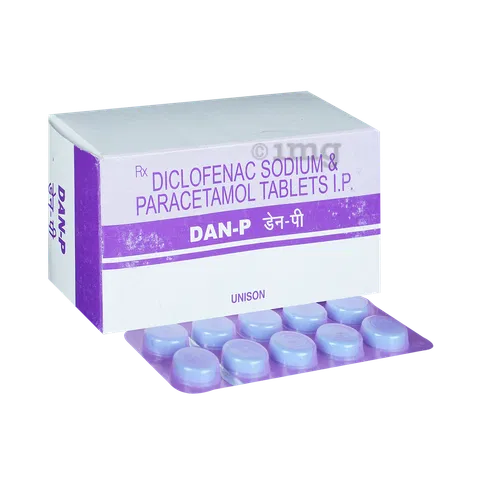 ©1mg
Rx DICLOFENAC SODIUM &
PARACETAMOL TABLETS I.P.
DAN-P डेन-पी
UNISON
DAN-P
डेन-पी